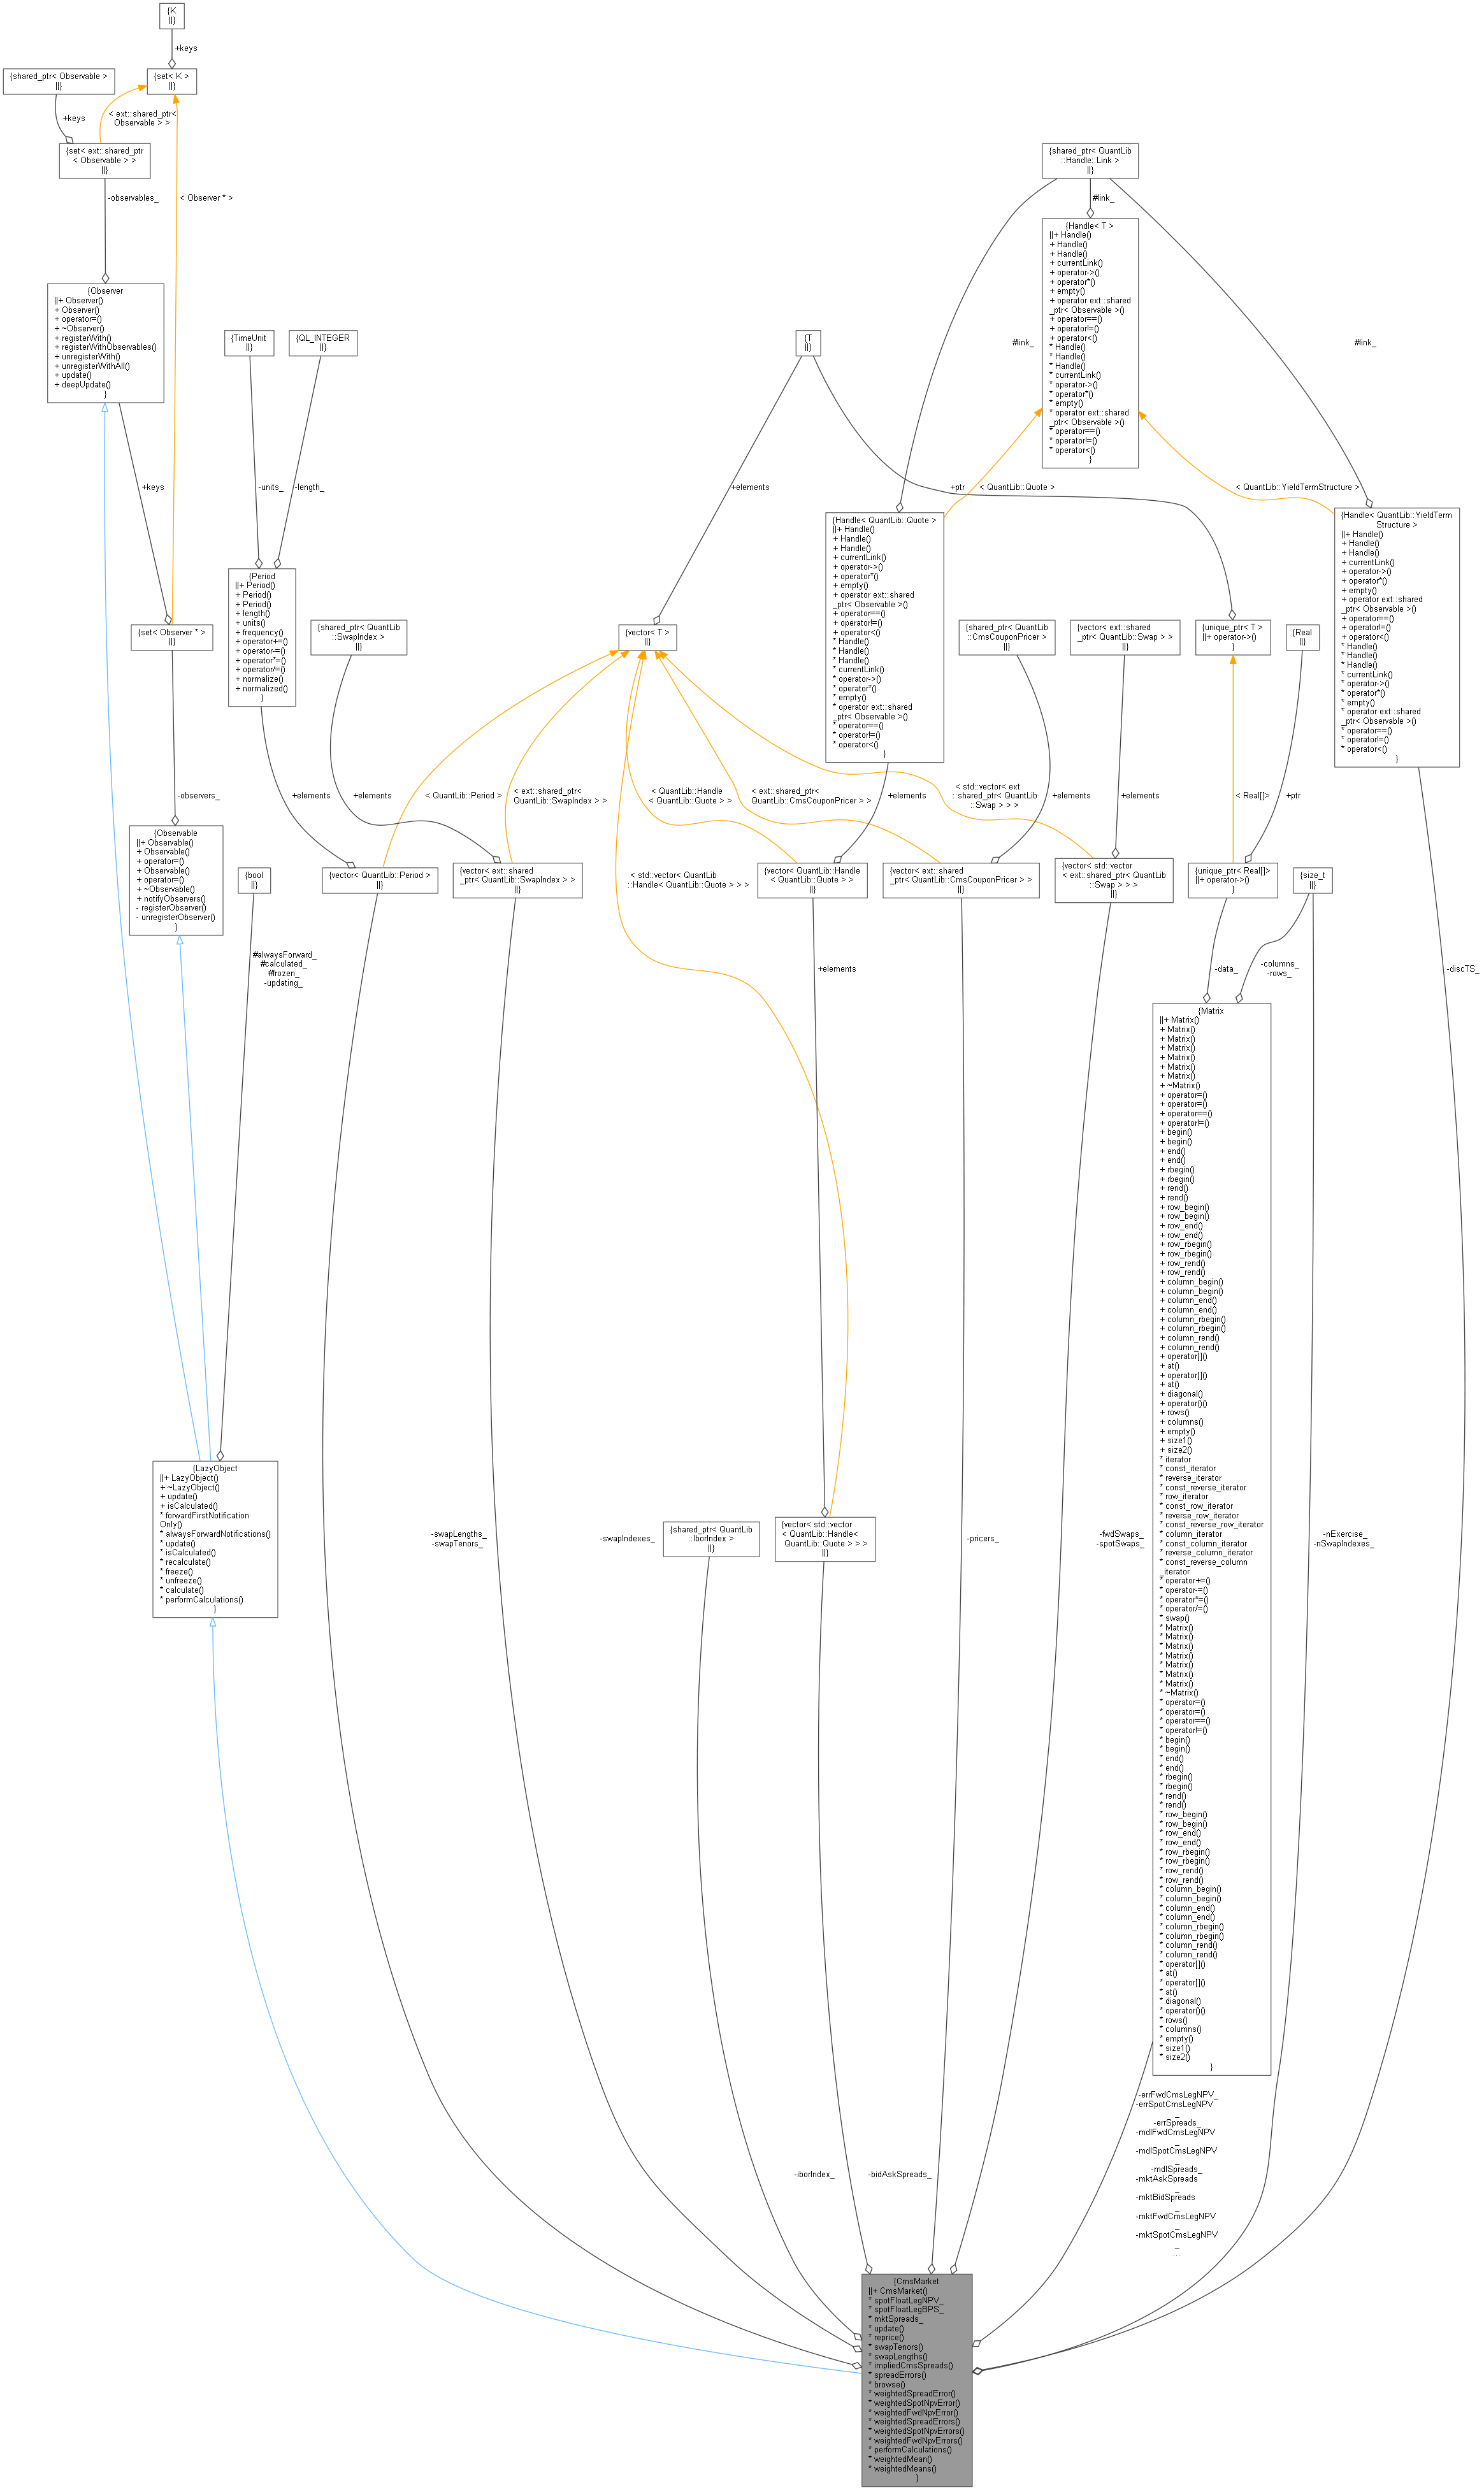 {K
||}
+keys
{shared_ptr< Observable >
||}
{set< K >
||}
+keys
< ext::shared_ptr<
Observable > >
{set< ext::shared_ptr
< Observable > >
||}
{shared_ptr< QuantLib
::Handle::Link >
||}
-observables_
< Observer * >
#link_
{Handle< T >
||+ Handle()
+ Handle()
+ Handle()
+ currentLink()
+ operator->()
+ operator*()
+ empty()
+ operator ext::shared
_ptr< Observable >()
+ operator==()
+ operator!=()
+ operator<()
* Handle()
* Handle()
* Handle()
* currentLink()
* operator->()
* operator*()
* empty()
* operator ext::shared
_ptr< Observable >()
* operator==()
* operator!=()
* operator<()
}
{Observer
||+ Observer()
+ Observer()
+ operator=()
+ ~Observer()
+ registerWith()
+ registerWithObservables()
+ unregisterWith()
+ unregisterWithAll()
+ update()
+ deepUpdate()
}
{TimeUnit
||}
{QL_INTEGER
||}
{T
||}
#link_
#link_
+keys
-units_
-length_
+elements
+ptr
< QuantLib::Quote >
< QuantLib::YieldTermStructure >
{Handle< QuantLib::Quote >
||+ Handle()
+ Handle()
+ Handle()
+ currentLink()
+ operator->()
+ operator*()
+ empty()
+ operator ext::shared
_ptr< Observable >()
+ operator==()
+ operator!=()
+ operator<()
* Handle()
* Handle()
* Handle()
* currentLink()
* operator->()
* operator*()
* empty()
* operator ext::shared
_ptr< Observable >()
* operator==()
* operator!=()
* operator<()
}
{Handle< QuantLib::YieldTerm
Structure >
||+ Handle()
+ Handle()
+ Handle()
+ currentLink()
+ operator->()
+ operator*()
+ empty()
+ operator ext::shared
_ptr< Observable >()
+ operator==()
+ operator!=()
+ operator<()
* Handle()
* Handle()
* Handle()
* currentLink()
* operator->()
* operator*()
* empty()
* operator ext::shared
_ptr< Observable >()
* operator==()
* operator!=()
* operator<()
}
{Period
||+ Period()
+ Period()
+ Period()
+ length()
+ units()
+ frequency()
+ operator+=()
+ operator-=()
+ operator*=()
+ operator/=()
+ normalize()
+ normalized()
}
{set< Observer * >
||}
{shared_ptr< QuantLib
::SwapIndex >
||}
{vector< T >
||}
{shared_ptr< QuantLib
::CmsCouponPricer >
||}
{vector< ext::shared
_ptr< QuantLib::Swap > >
||}
{unique_ptr< T >
||+ operator->()
}
{Real
||}
-observers_
+elements
+elements
< QuantLib::Period >
< ext::shared_ptr<
QuantLib::SwapIndex > >
< QuantLib::Handle
< QuantLib::Quote > >
< ext::shared_ptr<
QuantLib::CmsCouponPricer > >
+elements
< std::vector< ext
::shared_ptr< QuantLib
::Swap > > >
+elements
+elements
< Real[]>
+ptr
{Observable
||+ Observable()
+ Observable()
+ operator=()
+ Observable()
+ operator=()
+ ~Observable()
+ notifyObservers()
- registerObserver()
- unregisterObserver()
}
{bool
||}
{vector< QuantLib::Period >
||}
{vector< ext::shared
_ptr< QuantLib::SwapIndex > >
||}
< std::vector< QuantLib
::Handle< QuantLib::Quote > > >
{vector< QuantLib::Handle
< QuantLib::Quote > >
||}
{vector< ext::shared
_ptr< QuantLib::CmsCouponPricer > >
||}
{vector< std::vector
< ext::shared_ptr< QuantLib
::Swap > > >
||}
{unique_ptr< Real[]>
||+ operator->()
}
{size_t
||}
#alwaysForward_
#calculated_
#frozen_
-updating_
+elements
-data_
-columns_
-rows_
-discTS_
{Matrix
||+ Matrix()
+ Matrix()
+ Matrix()
+ Matrix()
+ Matrix()
+ Matrix()
+ Matrix()
+ ~Matrix()
+ operator=()
+ operator=()
+ operator==()
+ operator!=()
+ begin()
+ begin()
+ end()
+ end()
+ rbegin()
+ rbegin()
+ rend()
+ rend()
+ row_begin()
+ row_begin()
+ row_end()
+ row_end()
+ row_rbegin()
+ row_rbegin()
+ row_rend()
+ row_rend()
+ column_begin()
+ column_begin()
+ column_end()
+ column_end()
+ column_rbegin()
+ column_rbegin()
+ column_rend()
+ column_rend()
+ operator[]()
+ at()
+ operator[]()
+ at()
+ diagonal()
+ operator()()
+ rows()
+ columns()
+ empty()
+ size1()
+ size2()
* iterator
* const_iterator
* reverse_iterator
* const_reverse_iterator
* row_iterator
* const_row_iterator
* reverse_row_iterator
* const_reverse_row_iterator
* column_iterator
* const_column_iterator
* reverse_column_iterator
* const_reverse_column
_iterator
* operator+=()
* operator-=()
* operator*=()
* operator/=()
* swap()
* Matrix()
* Matrix()
* Matrix()
* Matrix()
* Matrix()
* Matrix()
* Matrix()
* ~Matrix()
* operator=()
* operator=()
* operator==()
* operator!=()
* begin()
* begin()
* end()
* end()
* rbegin()
* rbegin()
* rend()
* rend()
* row_begin()
* row_begin()
* row_end()
* row_end()
* row_rbegin()
* row_rbegin()
* row_rend()
* row_rend()
* column_begin()
* column_begin()
* column_end()
* column_end()
* column_rbegin()
* column_rbegin()
* column_rend()
* column_rend()
* operator[]()
* at()
* operator[]()
* at()
* diagonal()
* operator()()
* rows()
* columns()
* empty()
* size1()
* size2()
}
{LazyObject
||+ LazyObject()
+ ~LazyObject()
+ update()
+ isCalculated()
* forwardFirstNotification
Only()
* alwaysForwardNotifications()
* update()
* isCalculated()
* recalculate()
* freeze()
* unfreeze()
* calculate()
* performCalculations()
}
-swapLengths_
-swapTenors_
-swapIndexes_
{shared_ptr< QuantLib
::IborIndex >
||}
{vector< std::vector
< QuantLib::Handle<
QuantLib::Quote > > >
||}
-pricers_
-fwdSwaps_
-spotSwaps_
-nExercise_
-nSwapIndexes_
-iborIndex_
-bidAskSpreads_
-errFwdCmsLegNPV_
-errSpotCmsLegNPV
_
-errSpreads_
-mdlFwdCmsLegNPV
_
-mdlSpotCmsLegNPV
_
-mdlSpreads_
-mktAskSpreads
_
-mktBidSpreads
_
-mktFwdCmsLegNPV
_
-mktSpotCmsLegNPV
_
...
{CmsMarket
||+ CmsMarket()
* spotFloatLegNPV_
* spotFloatLegBPS_
* mktSpreads_
* update()
* reprice()
* swapTenors()
* swapLengths()
* impliedCmsSpreads()
* spreadErrors()
* browse()
* weightedSpreadError()
* weightedSpotNpvError()
* weightedFwdNpvError()
* weightedSpreadErrors()
* weightedSpotNpvErrors()
* weightedFwdNpvErrors()
* performCalculations()
* weightedMean()
* weightedMeans()
}